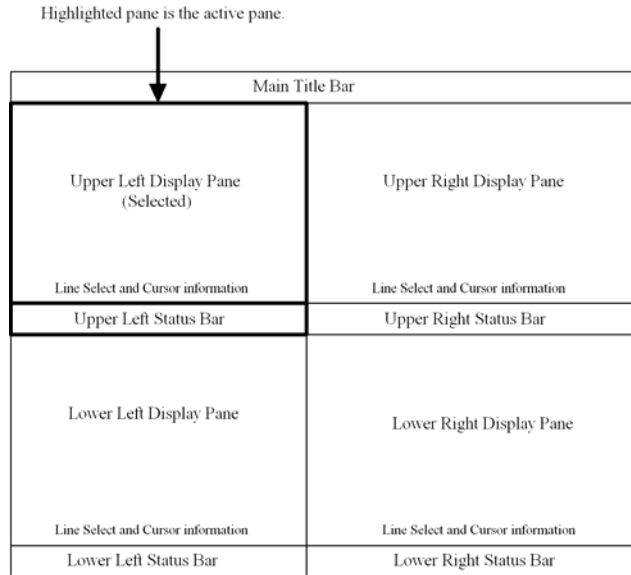 Highlighted pane is the active pane.
Main Title Bar
Upper Left Display Pane
(Selected)
Line Select and Cursor information
Upper Left Status Bar
Upper Right Display Pane
Line Select and Cursor information
Upper Right Status Bar
Lower Left Display Pane
Line Select and Cursor information
Lower Left Status Bar
Lower Right Display Pane
Line Select and Cursor information
Lower Right Status Bar